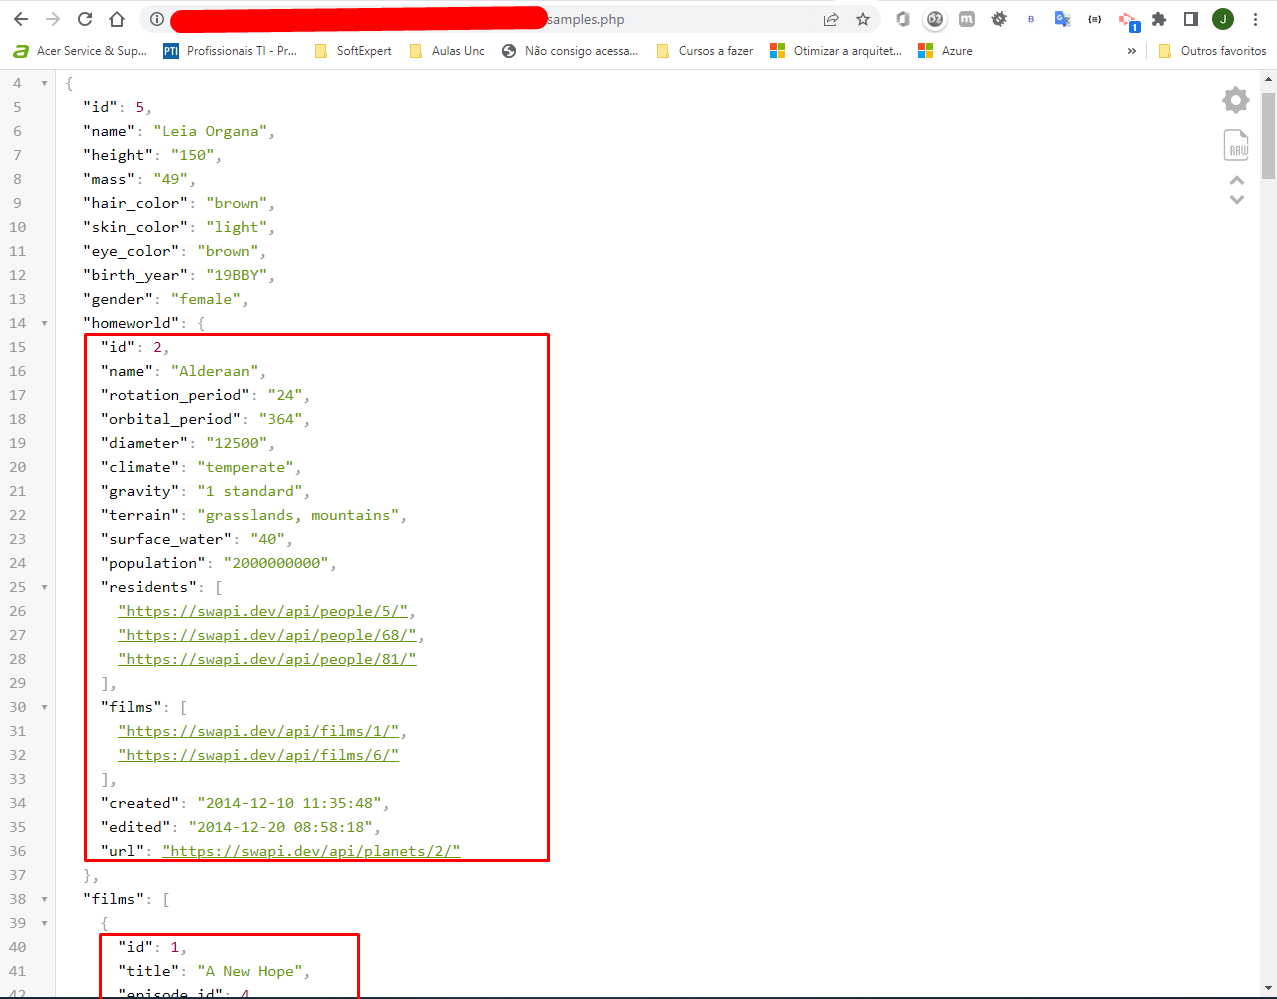 samples.php
Acer Service & Sup... PTI Profissionais TI - Pr... SoftExpert Aulas Unc Não consigo acessa... Cursos a fazer Otimizar a arquitet... Azure » Outros favoritos
4 {
5 "id": 5,
6 "name": "Leia Organa",
7 "height": "150",
8 "mass": "49",
9 "hair_color": "brown",
10 "skin_color": "light",
11 "eye_color": "brown",
12 "birth_year": "19BBY",
13 "gender": "female",
14 "homeworld": {
15 "id": 2,
16 "name": "Alderaan",
17 "rotation_period": "24",
18 "orbital_period": "364",
19 "diameter": "12500",
20 "climate": "temperate",
21 "gravity": "1 standard",
22 "terrain": "grasslands, mountains",
23 "surface_water": "40",
24 "population": "2000000000",
25 "residents": [
26 "https://swapi.dev/api/people/5/",
27 "https://swapi.dev/api/people/68/",
28 "https://swapi.dev/api/people/81/"
29 ],
30 "films": [
31 "https://swapi.dev/api/films/1/",
32 "https://swapi.dev/api/films/6/"
33 ],
34 "created": "2014-12-10 11:35:48",
35 "edited": "2014-12-20 08:58:18",
36 "url": "https://swapi.dev/api/planets/2/"
37 },
38 "films": [
39 {
40 "id": 1,
41 "title": "A New Hope",
42 "episode_id": 4
J
RAW